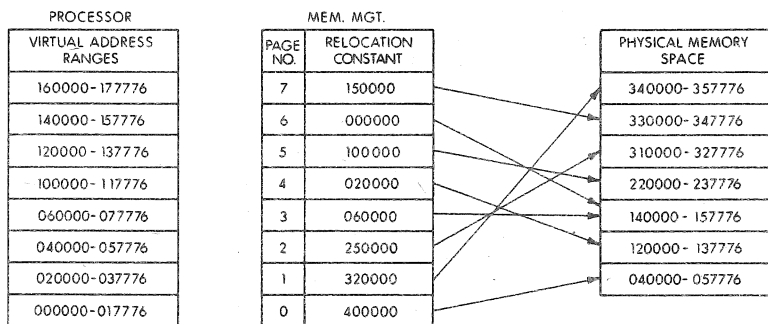 PROCESSOR
VIRTUAL ADDRESS
RANGES
160000-177776
140000-157776
120000-137776
100000-117776
060000-077776
040000-057776
020000-037776
000000-017776
MEM. MGT.
PAGE
NO.
RELOCATION
CONSTANT
7 150000
6 000000
5 100000
4 020000
3 060000
2 250000
1 320000
0 400000
PHYSICAL MEMORY
SPACE
340000-357776
330000-347776
310000-327776
220000-237776
140000-157776
120000-137776
040000-057776